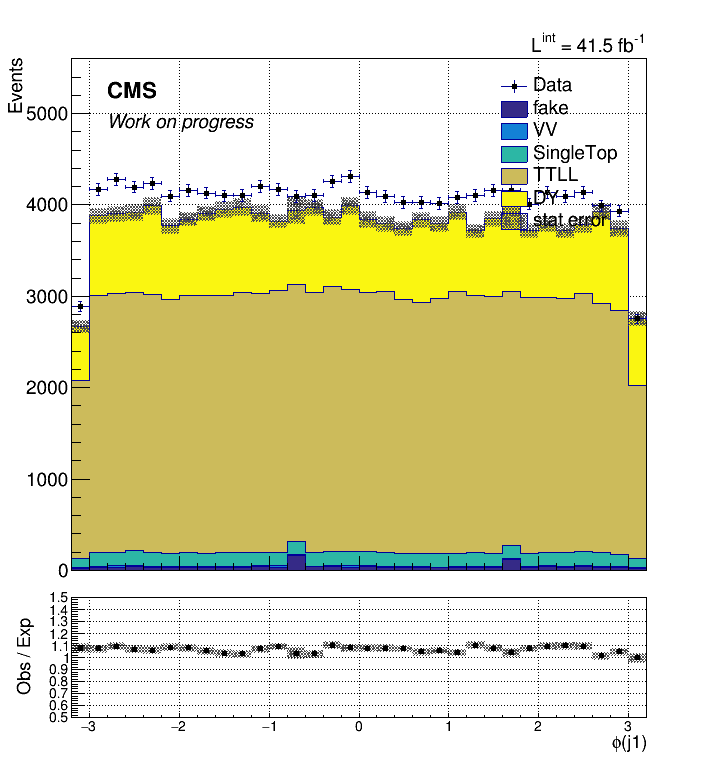 L^int = 41.5 fb^-1
Events
CMS
Work on progress
Data
fake
VV
SingleTop
TTLL
DY
stat error
5000
4000
3000
2000
1000
0
Obs / Exp
1.5
1.4
1.3
1.2
1.1
1
0.9
0.8
0.7
0.6
0.5
−3 −2 −1 0 1 2 3
ϕ(j1)